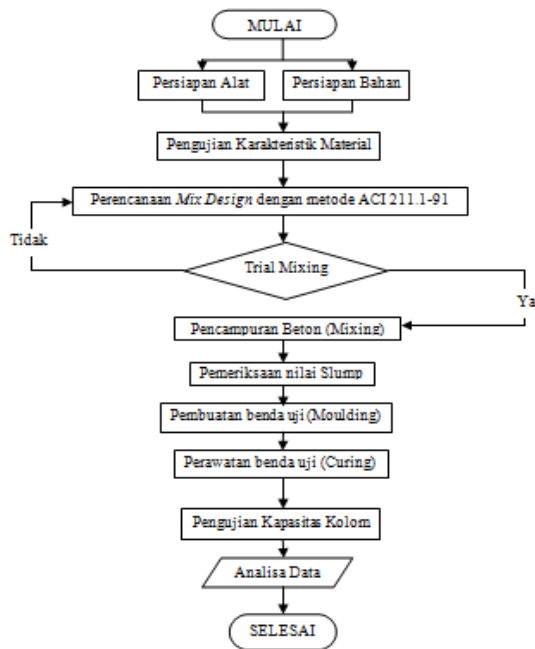 MULAI
Persiapan Alat
Persiapan Bahan
Pengujian Karakteristik Material
Perencanaan Mix Design dengan metode ACI 211.1-91
Tidak
Trial Mixing
Ya
Pencampuran Beton (Mixing)
Pemeriksaan nilai Slump
Pembuatan benda uji (Moulding)
Perawatan benda uji (Curing)
Pengujian Kapasitas Kolom
Analisa Data
SELESAI